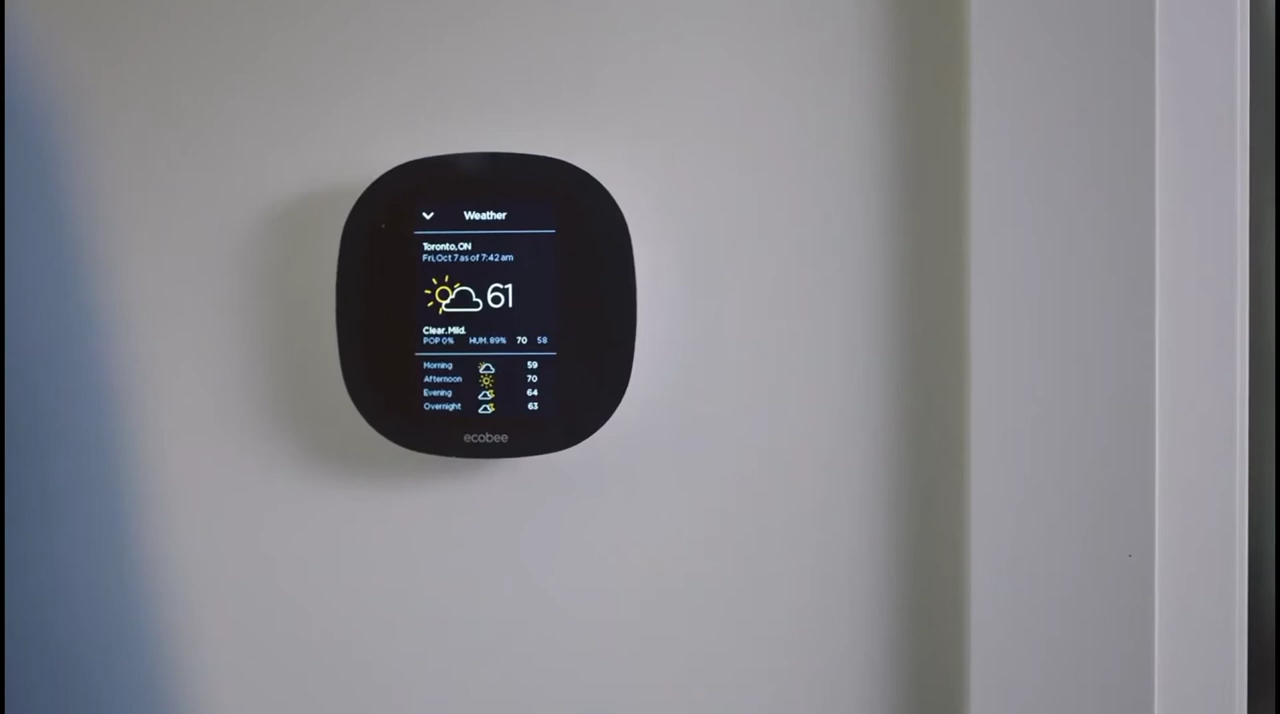 Weather
Toronto, ON
Fri, Oct 7 as of 7:42 am
61
Clear. Mild.
POP 0% HUM. 89% 70 58
Morning 59
Afternoon 70
Evening 64
Overnight 63
ecobee